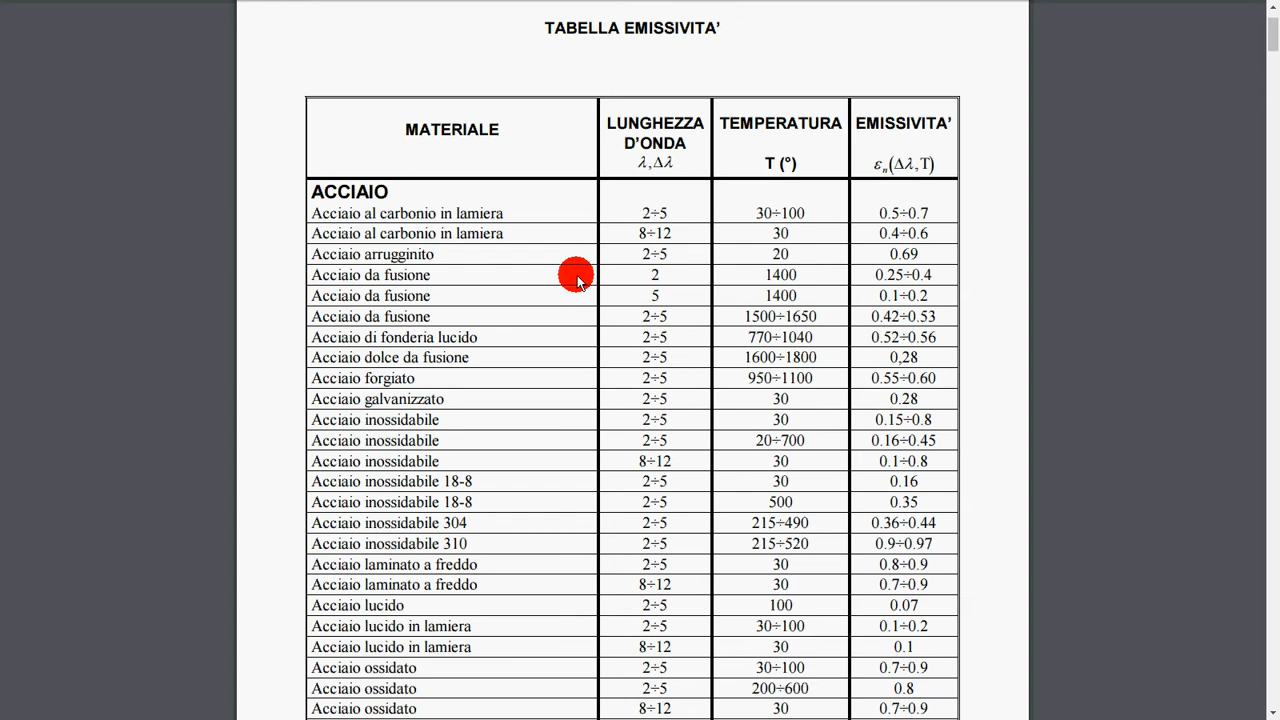 TABELLA EMISSIVITA’
MATERIALE LUNGHEZZA D’ONDA λ,Δλ TEMPERATURA T (°) EMISSIVITA’ εn(Δλ,T)
ACCIAIO
Acciaio al carbonio in lamiera 2÷5 30÷100 0.5÷0.7
Acciaio al carbonio in lamiera 8÷12 30 0.4÷0.6
Acciaio arrugginito 2÷5 20 0.69
Acciaio da fusione 2 1400 0.25÷0.4
Acciaio da fusione 5 1400 0.1÷0.2
Acciaio da fusione 2÷5 1500÷1650 0.42÷0.53
Acciaio di fonderia lucido 2÷5 770÷1040 0.52÷0.56
Acciaio dolce da fusione 2÷5 1600÷1800 0,28
Acciaio forgiato 2÷5 950÷1100 0.55÷0.60
Acciaio galvanizzato 2÷5 30 0.28
Acciaio inossidabile 2÷5 30 0.15÷0.8
Acciaio inossidabile 2÷5 20÷700 0.16÷0.45
Acciaio inossidabile 8÷12 30 0.1÷0.8
Acciaio inossidabile 18-8 2÷5 30 0.16
Acciaio inossidabile 18-8 2÷5 500 0.35
Acciaio inossidabile 304 2÷5 215÷490 0.36÷0.44
Acciaio inossidabile 310 2÷5 215÷520 0.9÷0.97
Acciaio laminato a freddo 2÷5 30 0.8÷0.9
Acciaio laminato a freddo 8÷12 30 0.7÷0.9
Acciaio lucido 2÷5 100 0.07
Acciaio lucido in lamiera 2÷5 30÷100 0.1÷0.2
Acciaio lucido in lamiera 8÷12 30 0.1
Acciaio ossidato 2÷5 30÷100 0.7÷0.9
Acciaio ossidato 2÷5 200÷600 0.8
Acciaio ossidato 8÷12 30 0.7÷0.9